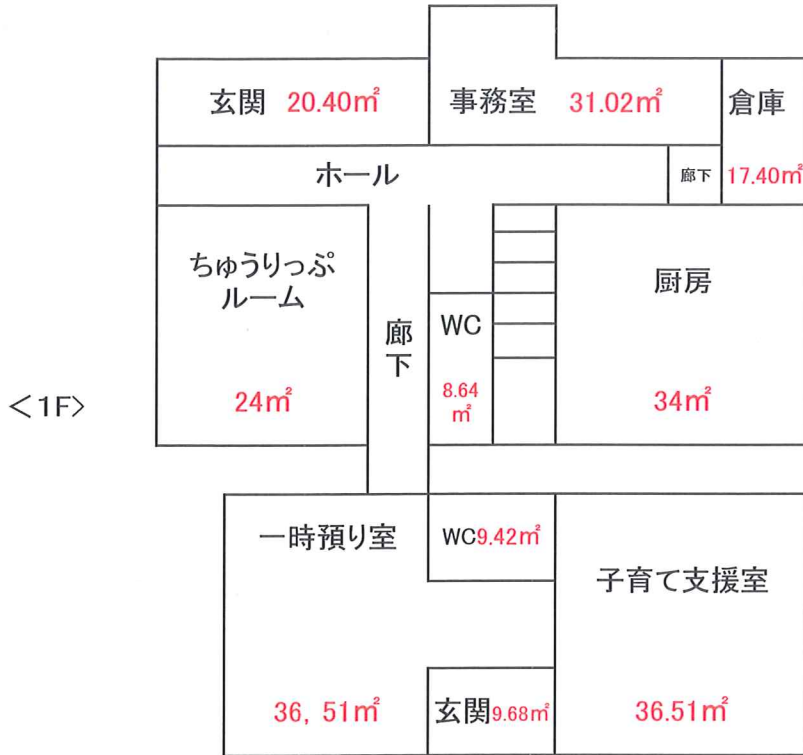 玄関 20.40㎡
事務室 31.02㎡
倉庫
17.40㎡
ホール
廊下
ちゅうりっぷ
ルーム
24㎡
廊
下
WC
8.64
㎡
厨房
34㎡
<1F>
一時預り室
36, 51㎡
WC9.42㎡
玄関9.68㎡
子育て支援室
36.51㎡